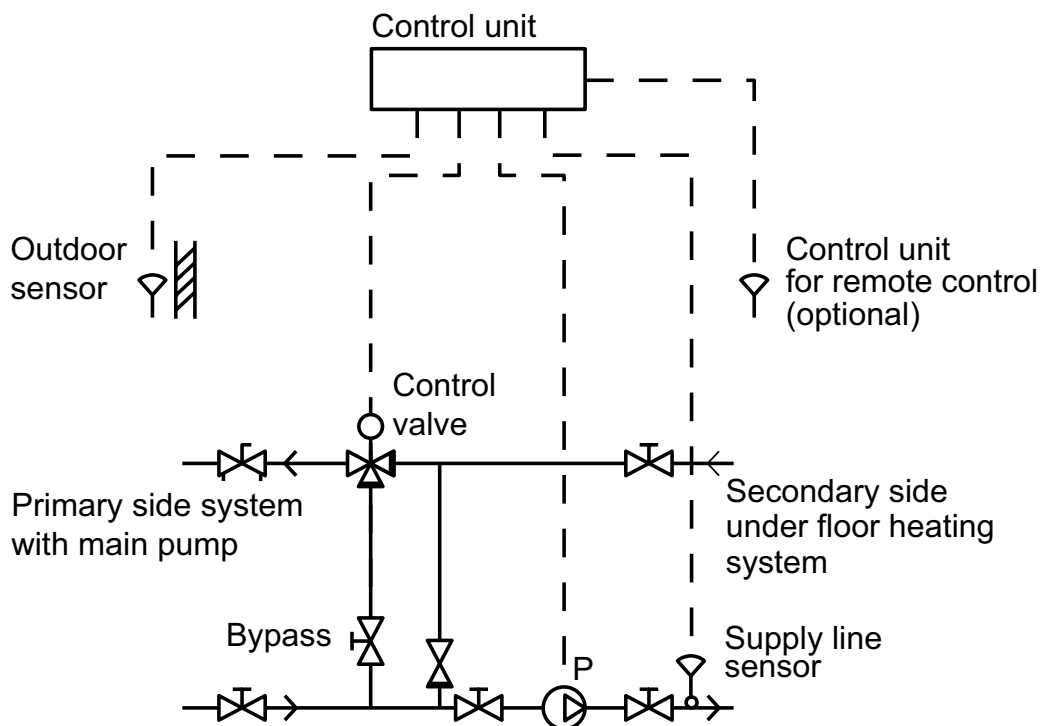 Control unit
Outdoor
sensor
Control unit
for remote control
(optional)
Control
valve
Primary side system
with main pump
Secondary side
under floor heating
system
Bypass
P
Supply line
sensor